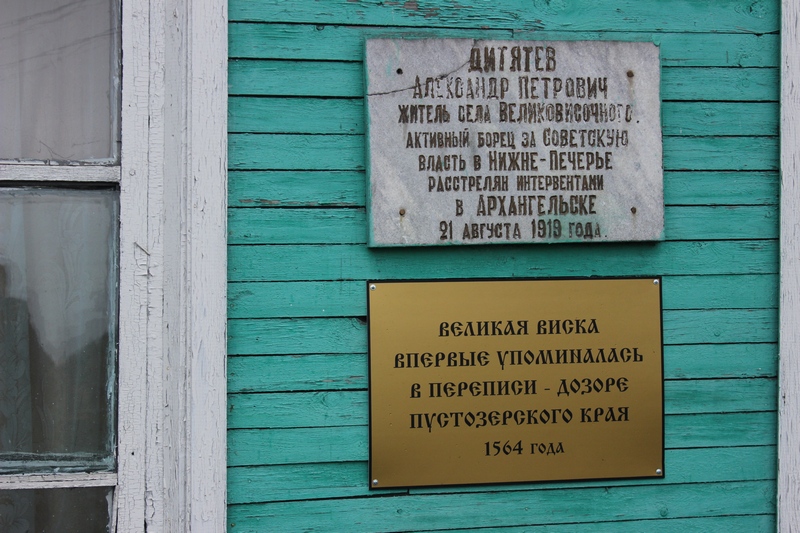 ДИТЯТЕВ
АЛЕКСАНДР ПЕТРОВИЧ
ЖИТЕЛЬ СЕЛА ВЕЛИКОВИСОЧНОГО.
АКТИВНЫЙ БОРЕЦ ЗА СОВЕТСКУЮ
ВЛАСТЬ В НИЖНЕ-ПЕЧЕРЬЕ
РАССТРЕЛЯН ИНТЕРВЕНТАМИ
В АРХАНГЕЛЬСКЕ
21 АВГУСТА 1919 ГОДА.
ВЕЛИКАЯ ВИСКА
ВПЕРВЫЕ УПОМИНАЛАСЬ
В ПЕРЕПИСИ - ДОЗОРЕ
ПУСТОЗЕРСКОГО КРАЯ
1564 ГОДА